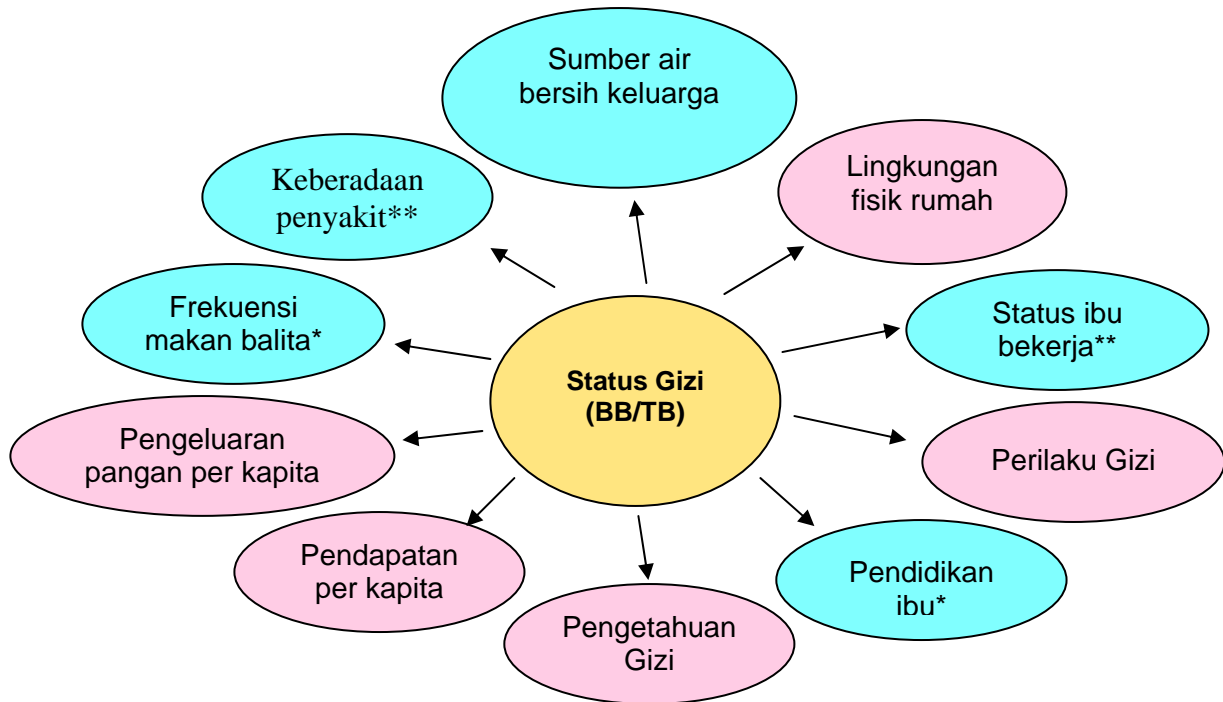 Sumber air
bersih keluarga
Lingkungan
fisik rumah
Keberadaan
penyakit**
Frekuensi
makan balita*
Status ibu
bekerja**
Status Gizi
(BB/TB)
Pengeluaran
pangan per kapita
Perilaku Gizi
Pendapatan
per kapita
Pendidikan
ibu*
Pengetahuan
Gizi